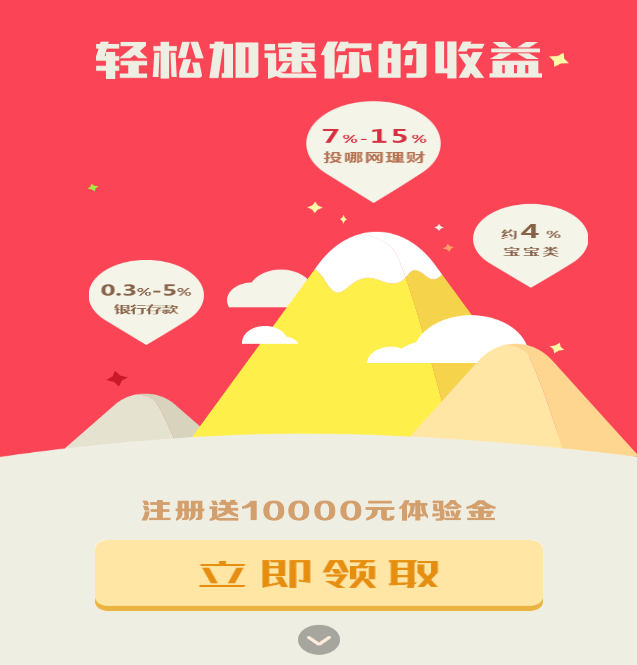 轻松加速你的收益
7%-15%
投哪网理财
约4%
宝宝类
0.3%-5%
银行存款
注册送10000元体验金
立即领取